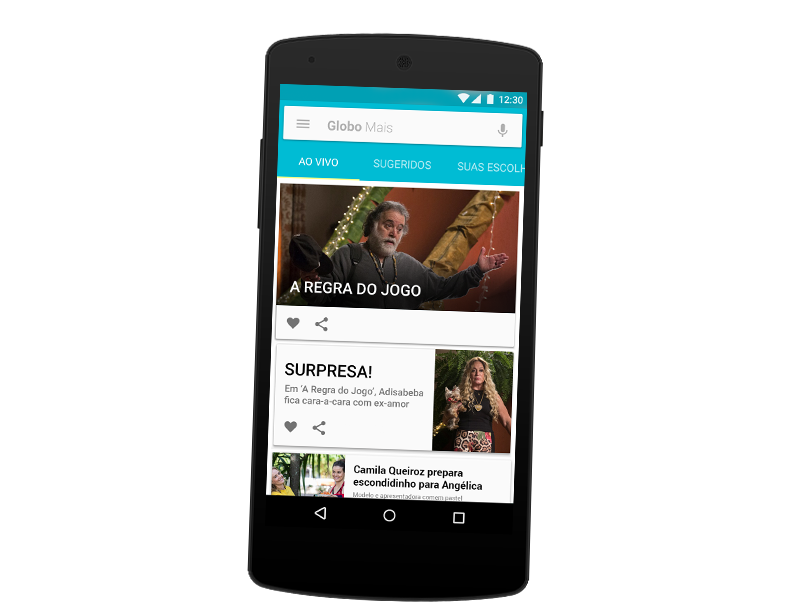 12:30
Globo Mais
AO VIVO
SUGERIDOS
SUAS ESCOLH
A REGRA DO JOGO
SURPRESA!
Em 'A Regra do Jogo', Adisabeba
fica cara-a-cara com ex-amor
Camila Queiroz prepara
escondidinho para Angélica
Modelo e apresentadora comem pastel